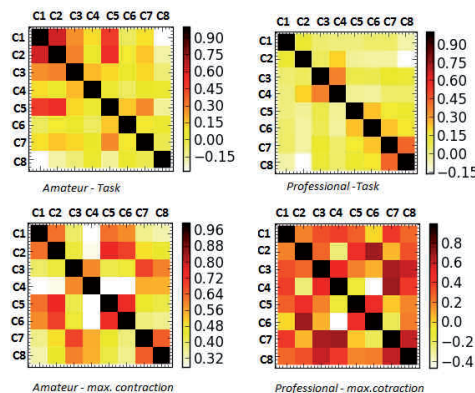 C1 C2 C3 C4 C5 C6 C7 C8
C1
C2
C3
C4
C5
C6
C7
C8
0.90
0.75
0.60
0.45
0.30
0.15
0.00
−0.15
Amateur - Task
C1 C2 C3 C4 C5 C6 C7 C8
C1
C2
C3
C4
C5
C6
C7
C8
0.90
0.75
0.60
0.45
0.30
0.15
0.00
−0.15
Professional -Task
C1 C2 C3 C4 C5 C6 C7 C8
C1
C2
C3
C4
C5
C6
C7
C8
0.96
0.88
0.80
0.72
0.64
0.56
0.48
0.40
0.32
Amateur - max. contraction
C1 C2 C3 C4 C5 C6 C7 C8
C1
C2
C3
C4
C5
C6
C7
C8
0.8
0.6
0.4
0.2
0.0
−0.2
−0.4
Professional - max.cotraction